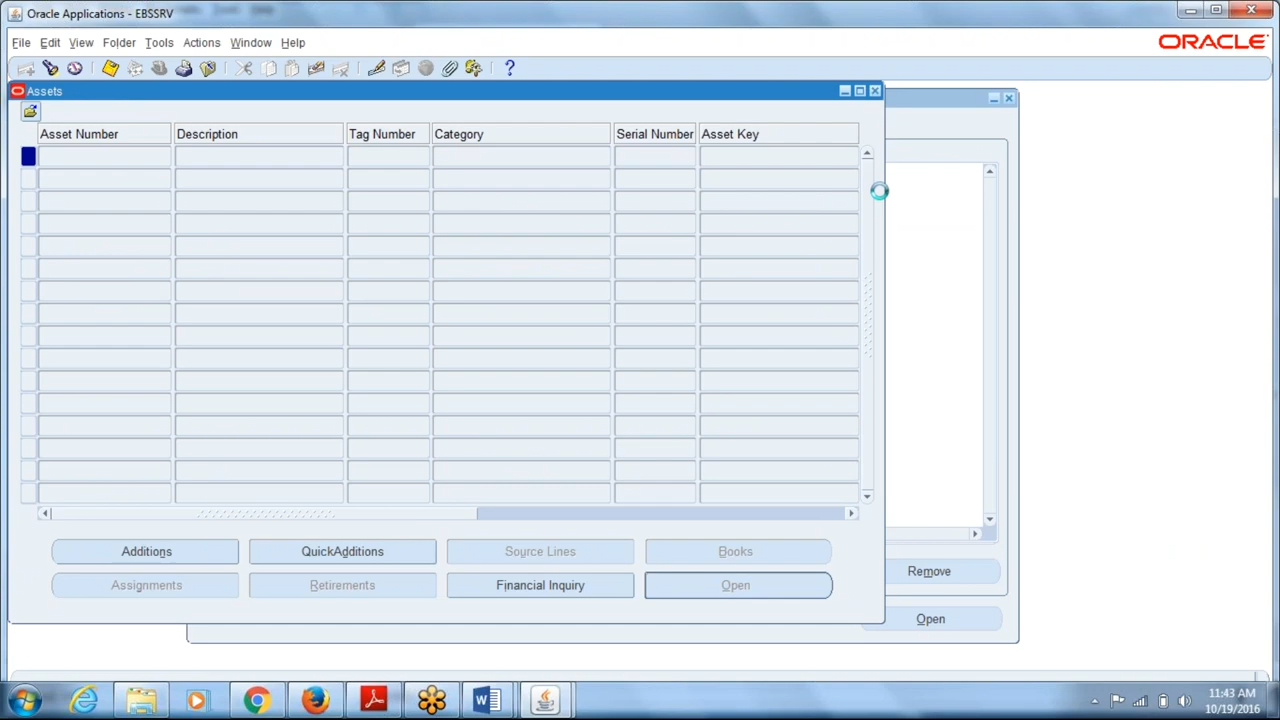 Oracle Applications - EBSSRV
File Edit View Folder Tools Actions Window Help
ORACLE
Assets
Asset Number Description Tag Number Category Serial Number Asset Key
Additions QuickAdditions Source Lines Books
Assignments Retirements Financial Inquiry Open
Remove
Open
11:43 AM
10/19/2016